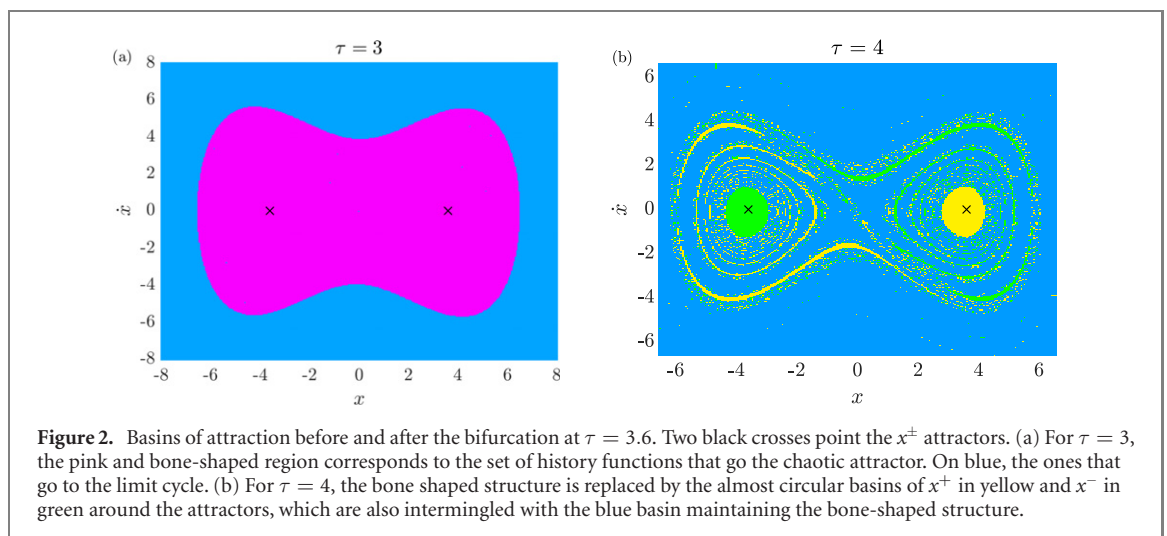 (a)
τ = 3
8
6
4
2
0
-2
-4
-6
-8
ẋ
-8 -6 -4 -2 0 2 4 6 8
x
(b)
τ = 4
6
4
2
0
-2
-4
-6
ẋ
-6 -4 -2 0 2 4 6
x
Figure 2. Basins of attraction before and after the bifurcation at τ = 3.6. Two black crosses point the x± attractors. (a) For τ = 3,
the pink and bone-shaped region corresponds to the set of history functions that go the chaotic attractor. On blue, the ones that
go to the limit cycle. (b) For τ = 4, the bone shaped structure is replaced by the almost circular basins of x+ in yellow and x− in
green around the attractors, which are also intermingled with the blue basin maintaining the bone-shaped structure.